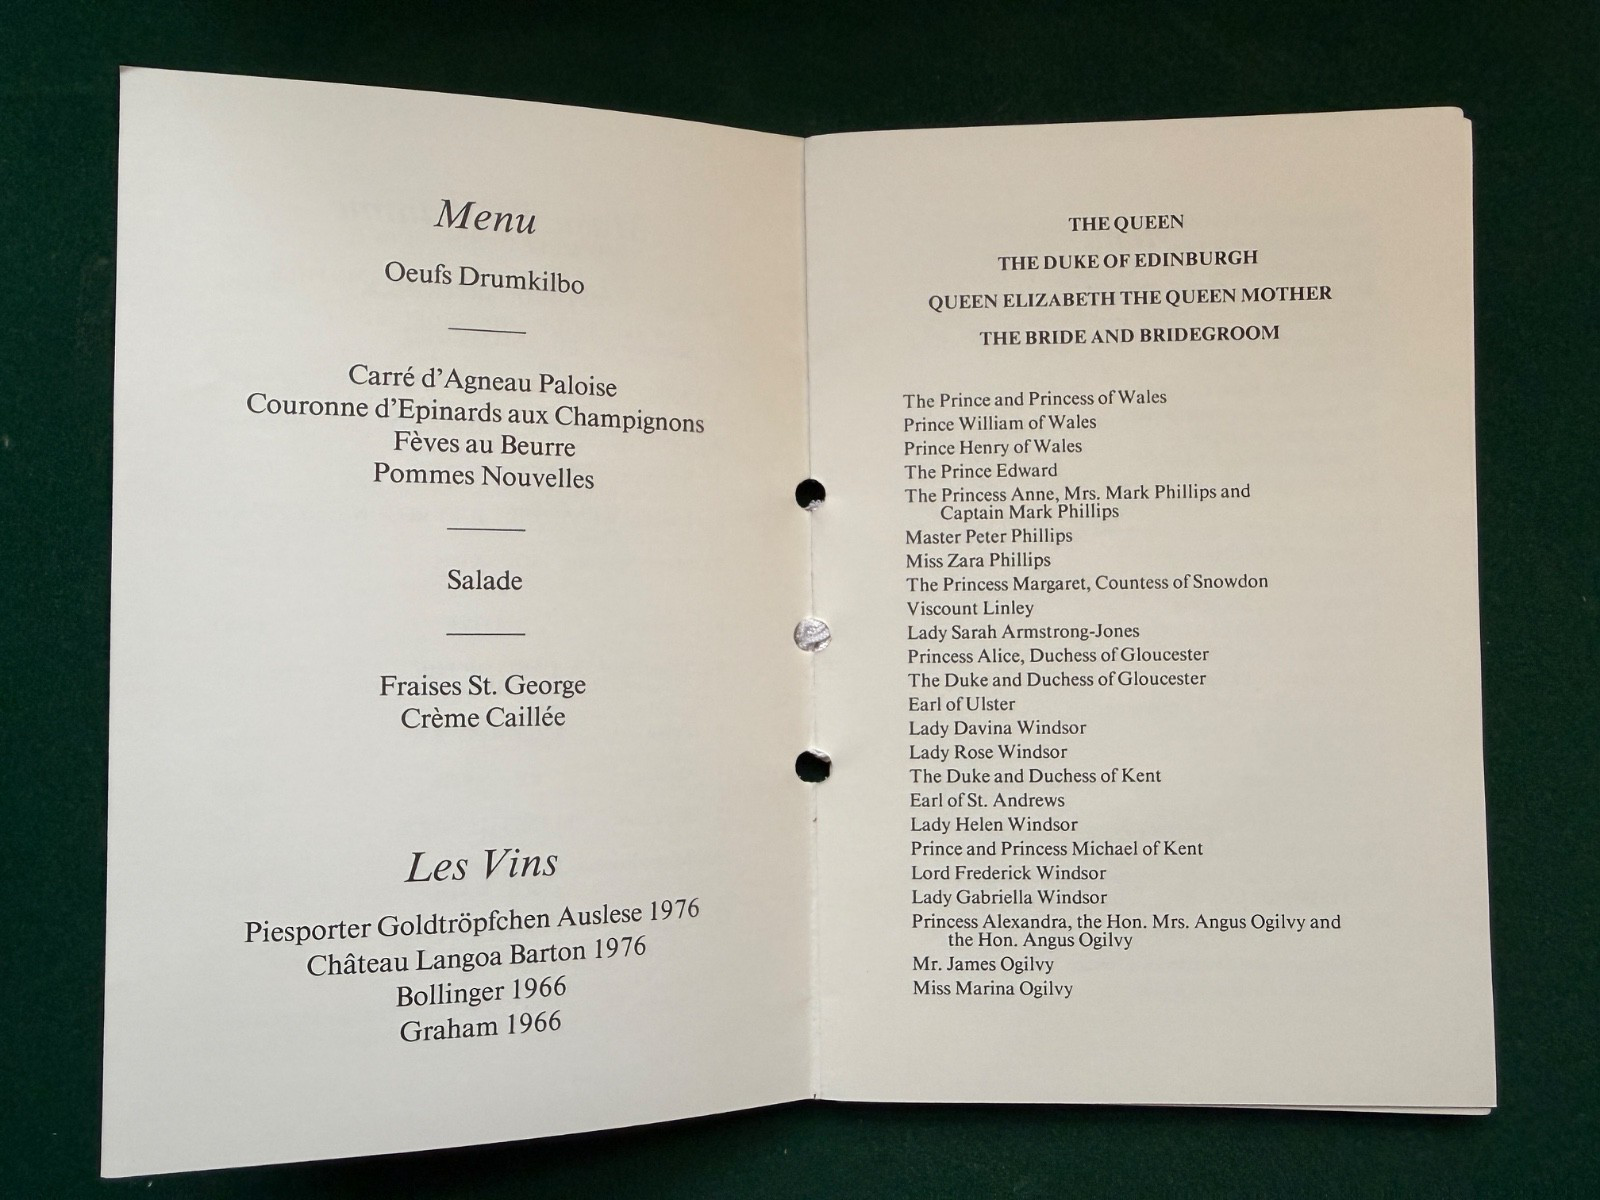 Menu
Oeufs Drumkilbo
Carré d'Agneau Paloise
Couronne d'Epinards aux Champignons
Fèves au Beurre
Pommes Nouvelles
Salade
Fraises St. George
Crème Caillée
Les Vins
Piesporter Goldtröpfchen Auslese 1976
Château Langoa Barton 1976
Bollinger 1966
Graham 1966
THE QUEEN
THE DUKE OF EDINBURGH
QUEEN ELIZABETH THE QUEEN MOTHER
THE BRIDE AND BRIDEGROOM
The Prince and Princess of Wales
Prince William of Wales
Prince Henry of Wales
The Prince Edward
The Princess Anne, Mrs. Mark Phillips and
Captain Mark Phillips
Master Peter Phillips
Miss Zara Phillips
The Princess Margaret, Countess of Snowdon
Viscount Linley
Lady Sarah Armstrong-Jones
Princess Alice, Duchess of Gloucester
The Duke and Duchess of Gloucester
Earl of Ulster
Lady Davina Windsor
Lady Rose Windsor
The Duke and Duchess of Kent
Earl of St. Andrews
Lady Helen Windsor
Prince and Princess Michael of Kent
Lord Frederick Windsor
Lady Gabriella Windsor
Princess Alexandra, the Hon. Mrs. Angus Ogilvy and
the Hon. Angus Ogilvy
Mr. James Ogilvy
Miss Marina Ogilvy